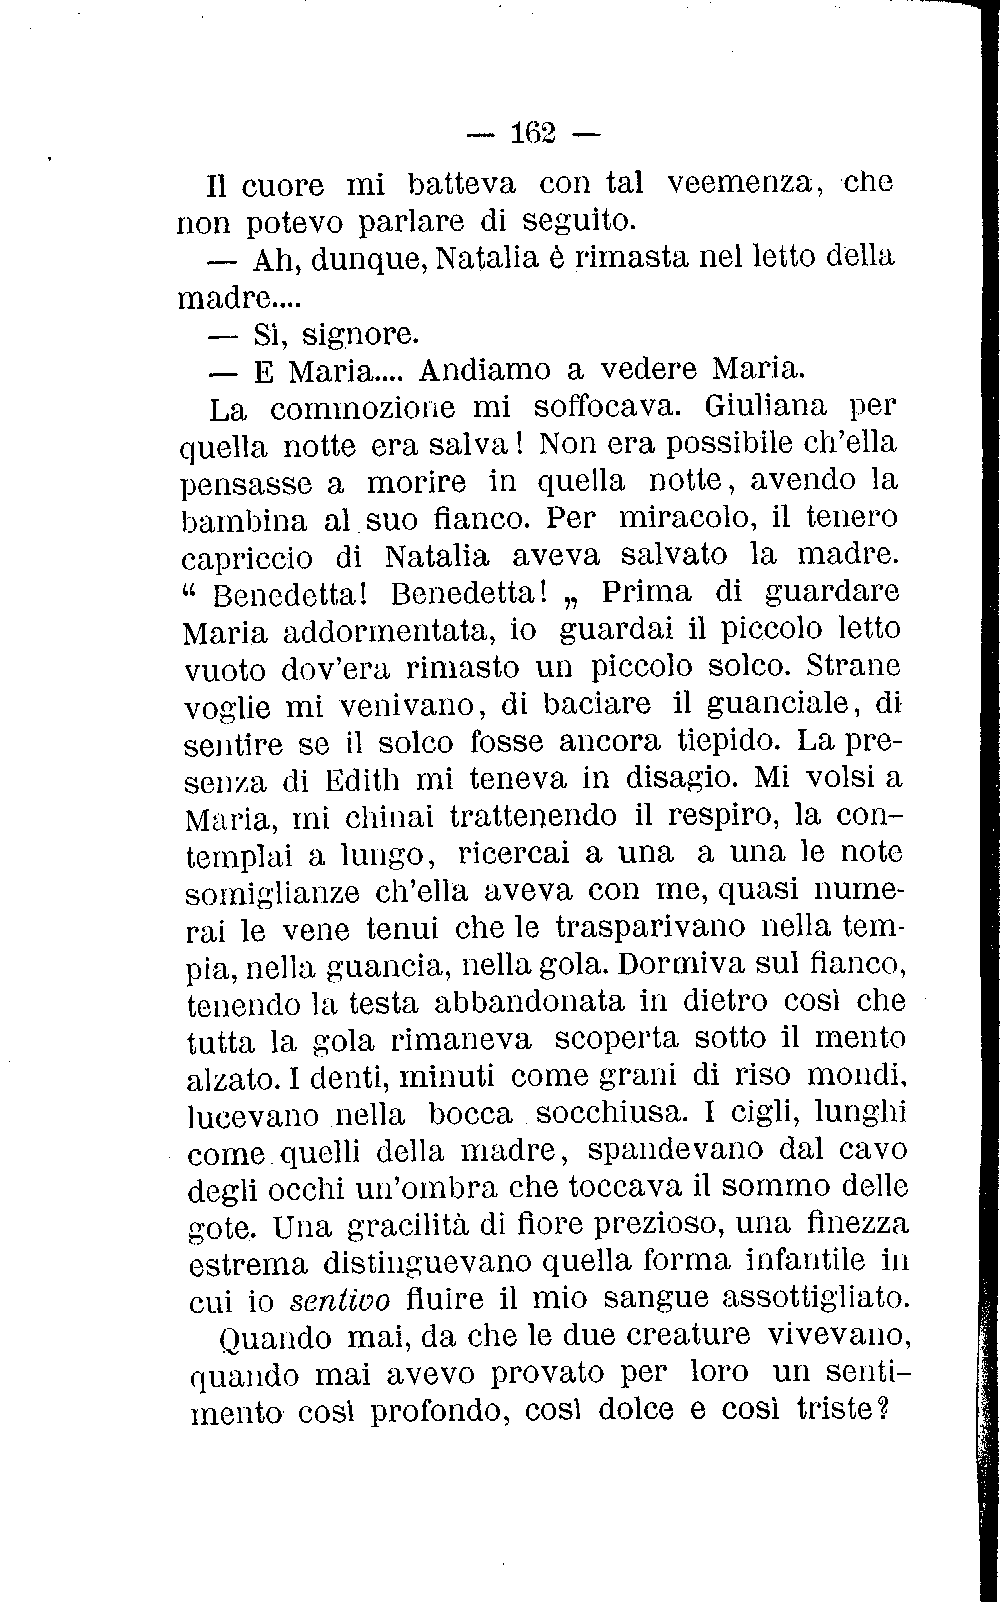 — 162 —
Il cuore mi batteva con tal veemenza, che
non potevo parlare di seguito.
— Ah, dunque, Natalia è rimasta nel letto della
madre....
— Sì, signore.
— E Maria.... Andiamo a vedere Maria.
La commozione mi soffocava. Giuliana per
quella notte era salva! Non era possibile ch'ella
pensasse a morire in quella notte, avendo la
bambina al suo fianco. Per miracolo, il tenero
capriccio di Natalia aveva salvato la madre.
“ Benedetta! Benedetta! „ Prima di guardare
Maria addormentata, io guardai il piccolo letto
vuoto dov'era rimasto un piccolo solco. Strane
voglie mi venivano, di baciare il guanciale, di
sentire se il solco fosse ancora tiepido. La pre-
senza di Edith mi teneva in disagio. Mi volsi a
Maria, mi chinai trattenendo il respiro, la con-
templai a lungo, ricercai a una a una le note
somiglianze ch'ella aveva con me, quasi nume-
rai le vene tenui che le trasparivano nella tem-
pia, nella guancia, nella gola. Dormiva sul fianco,
tenendo la testa abbandonata in dietro così che
tutta la gola rimaneva scoperta sotto il mento
alzato. I denti, minuti come grani di riso mondi,
lucevano nella bocca socchiusa. I cigli, lunghi
come quelli della madre, spandevano dal cavo
degli occhi un'ombra che toccava il sommo delle
gote. Una gracilità di fiore prezioso, una finezza
estrema distinguevano quella forma infantile in
cui io sentivo fluire il mio sangue assottigliato.
Quando mai, da che le due creature vivevano,
quando mai avevo provato per loro un senti-
mento così profondo, così dolce e così triste?